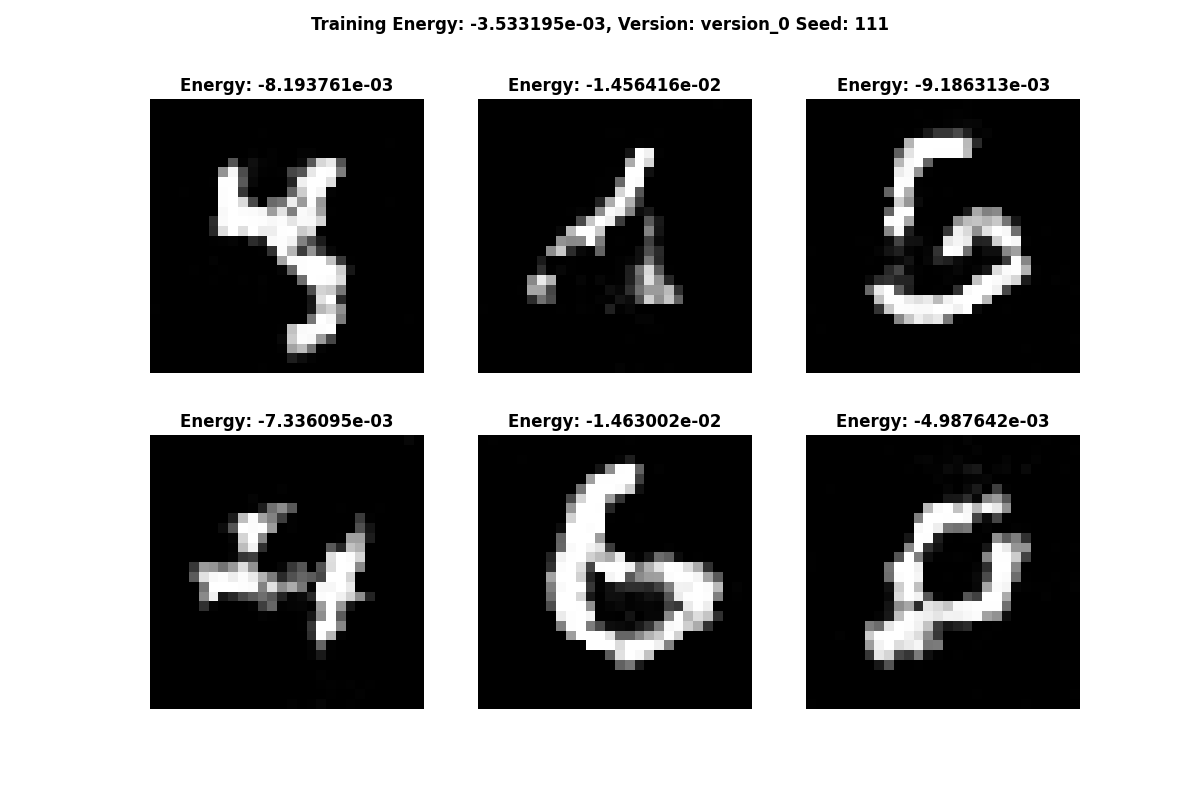 Training Energy: -3.533195e-03, Version: version_0 Seed: 111
Energy: -8.193761e-03
Energy: -1.456416e-02
Energy: -9.186313e-03
Energy: -7.336095e-03
Energy: -1.463002e-02
Energy: -4.987642e-03